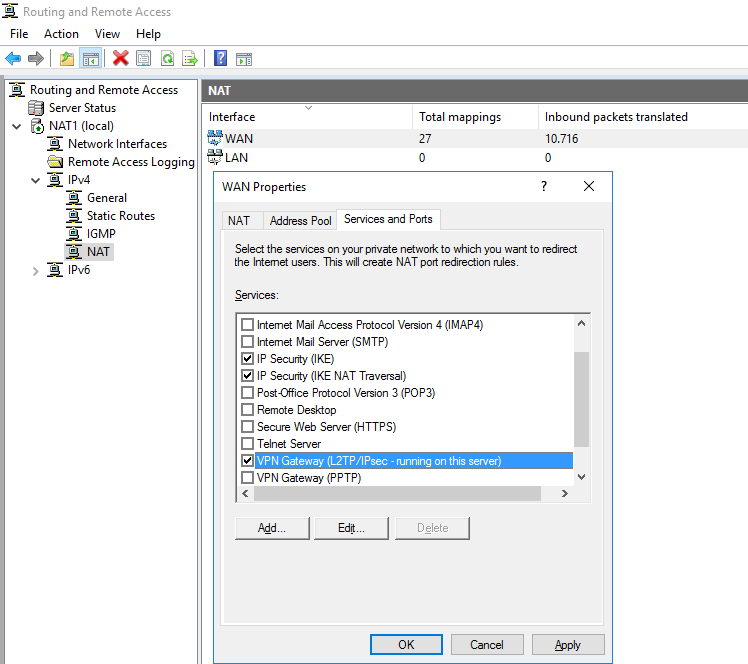 Routing and Remote Access
File Action View Help
Routing and Remote Access
Server Status
NAT1 (local)
Network Interfaces
Remote Access Logging
IPv4
General
Static Routes
IGMP
NAT
IPv6
NAT
Interface Total mappings Inbound packets translated
WAN 27 10.716
LAN 0 0
WAN Properties
NAT Address Pool Services and Ports
Select the services on your private network to which you want to redirect
the Internet users. This will create NAT port redirection rules.
Services:
Internet Mail Access Protocol Version 4 (IMAP4)
Internet Mail Server (SMTP)
IP Security (IKE)
IP Security (IKE NAT Traversal)
Post-Office Protocol Version 3 (POP3)
Remote Desktop
Secure Web Server (HTTPS)
Telnet Server
VPN Gateway (L2TP/IPsec - running on this server)
VPN Gateway (PPTP)
Add... Edit... Delete
OK Cancel Apply